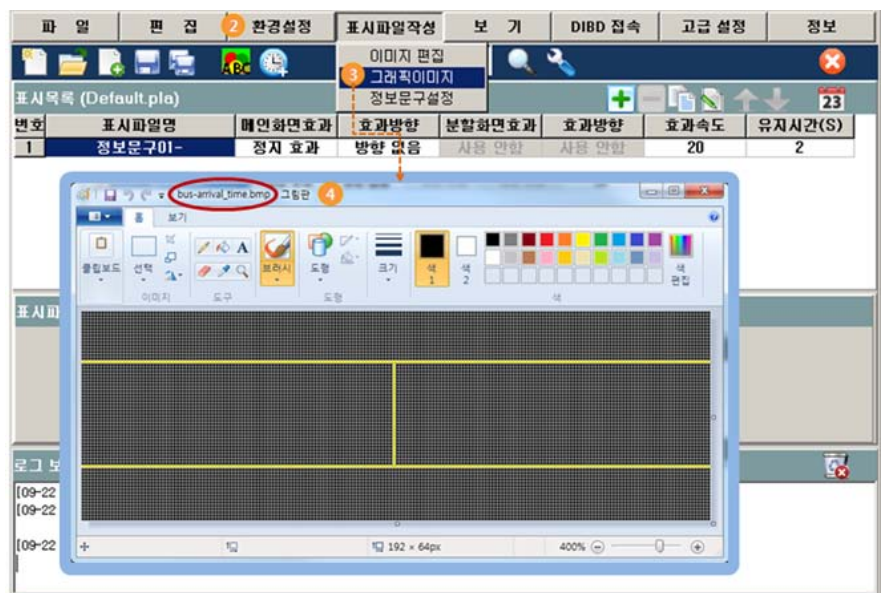 파 일 편 집 2 환경설정 표시파일작성 보 기 DIBD 접속 고급 설정 정보
ABC
이미지 편집
3 그래픽이미지
정보문구설정
표시목록 (Default.pla)
23
번호 표시파일명 메인화면효과 효과방향 분할화면효과 효과방향 효과속도 유지시간(S)
1 정보문구01- 정지 효과 방향 없음 사용 안함 사용 안함 20 2
bus-arrival_time.bmp 그림판 4
홈 보기
A
클립보드 선택 브러시 도형 크기 색 1 색 2 색 편집
이미지 도구 도형 색
표시파
로그 보
[09-22
[09-22
[09-22
192 × 64px 400%